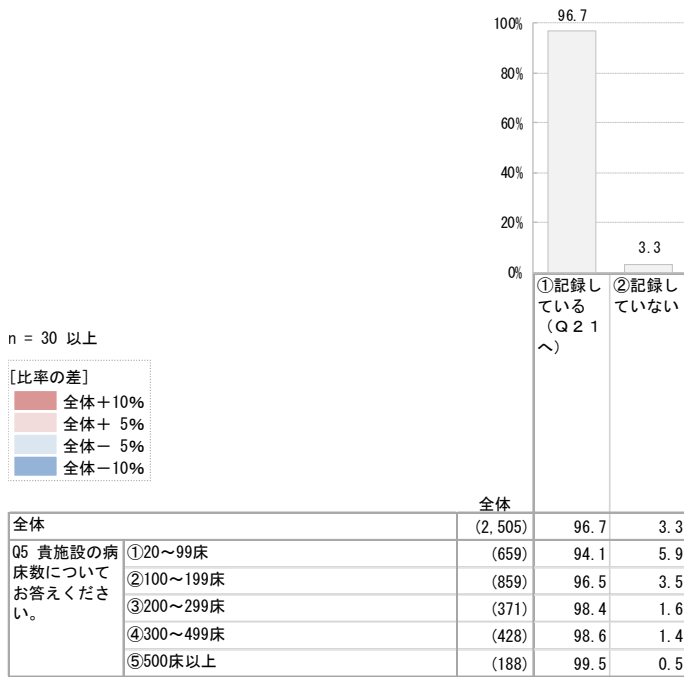 100%
96.7
80%
60%
40%
20%
3.3
0%
①記録し
ている
（Ｑ２１
へ）
②記録し
ていない
n = 30 以上
[比率の差]
全体＋10%
全体＋ 5%
全体－ 5%
全体－10%
全体
全体 (2,505) 96.7 3.3
Q5 貴施設の病
床数について
お答えくださ
い。
①20～99床 (659) 94.1 5.9
②100～199床 (859) 96.5 3.5
③200～299床 (371) 98.4 1.6
④300～499床 (428) 98.6 1.4
⑤500床以上 (188) 99.5 0.5